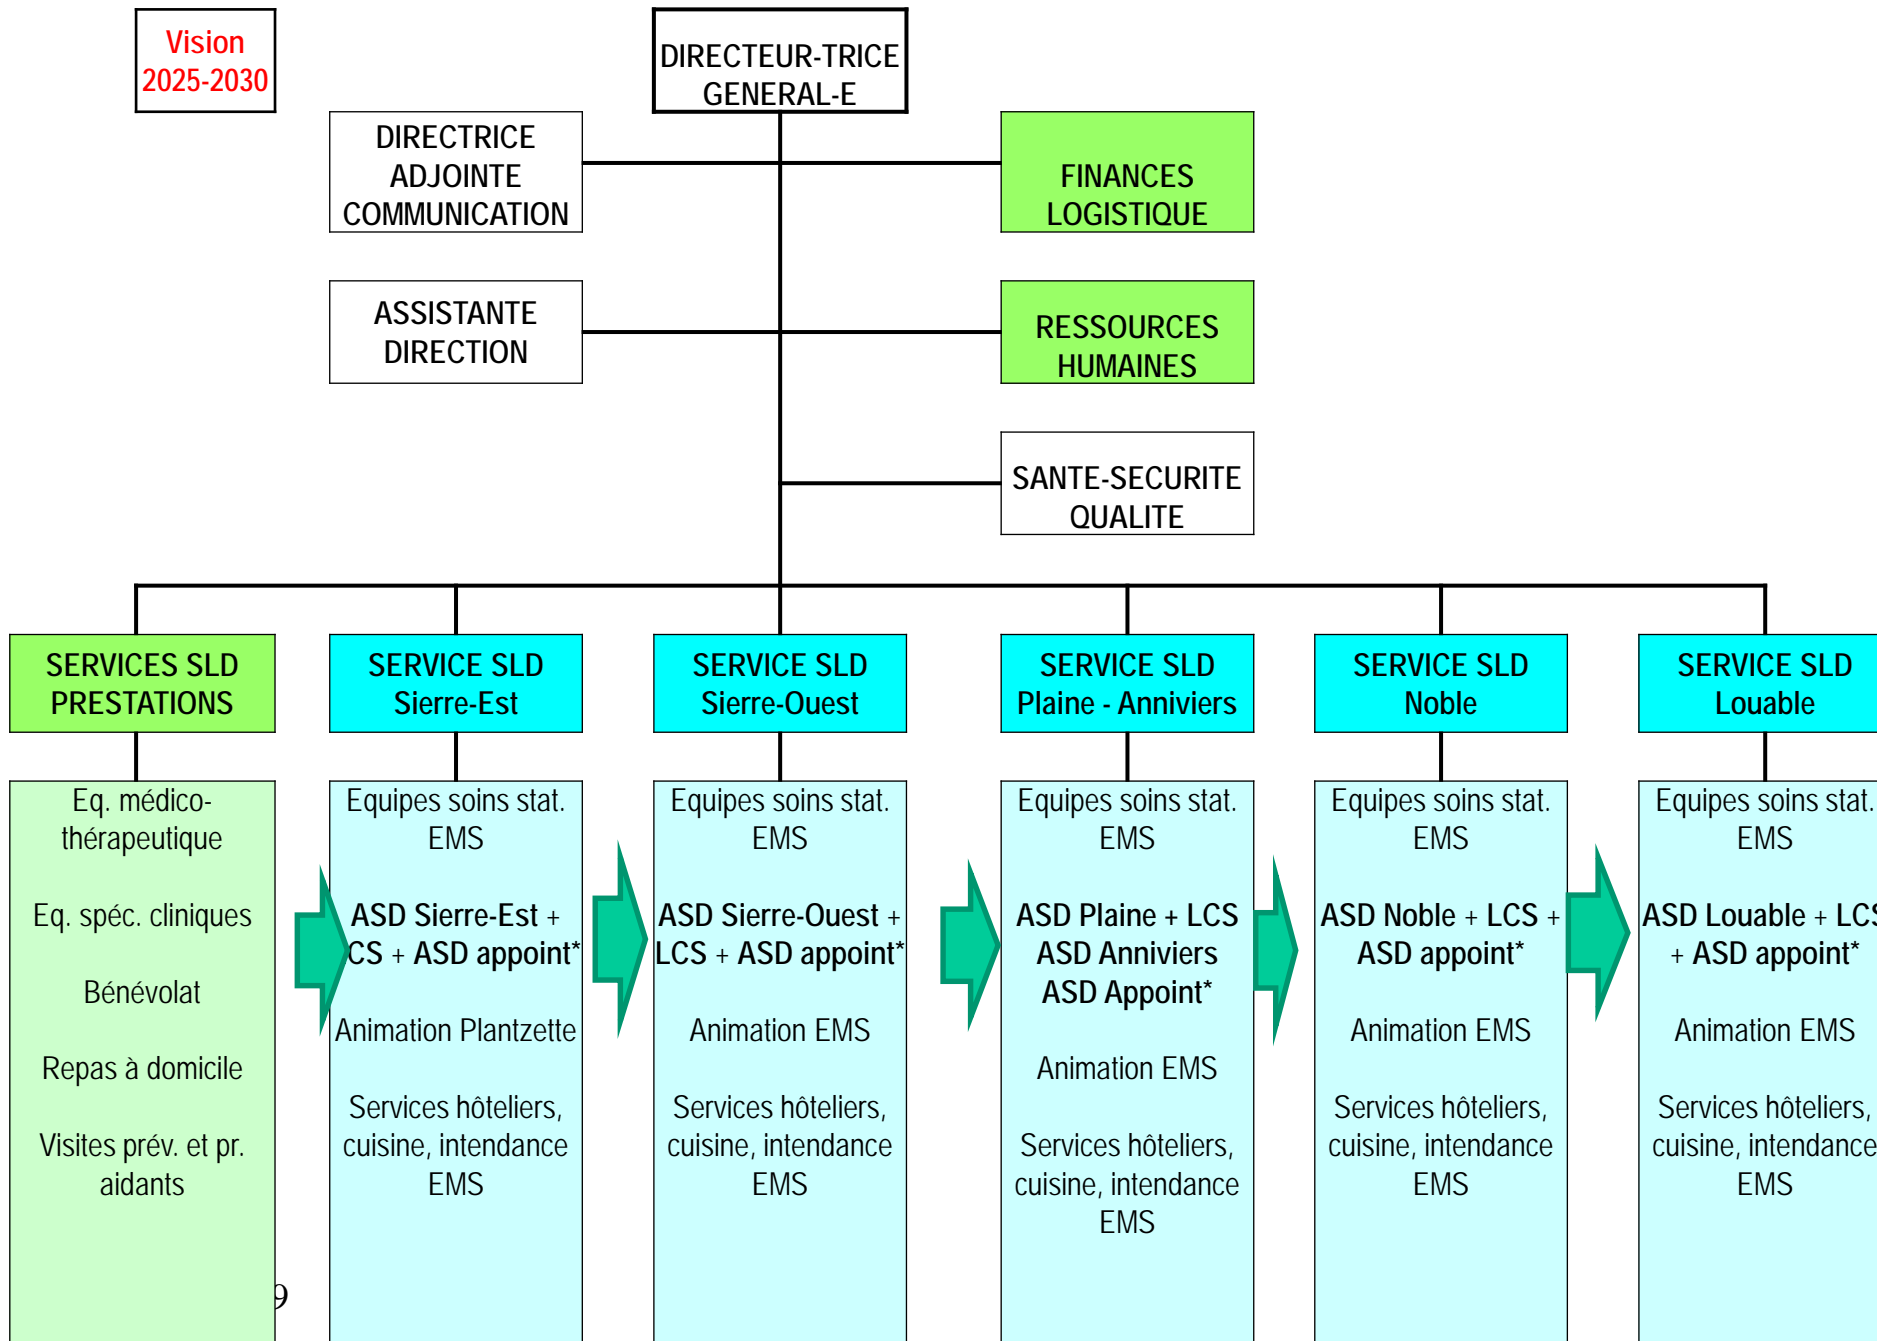 Vision
2025-2030
DIRECTEUR-TRICE
GENERAL-E
DIRECTRICE
ADJOINTE
COMMUNICATION
FINANCES
LOGISTIQUE
ASSISTANTE
DIRECTION
RESSOURCES
HUMAINES
SANTE-SECURITE
QUALITE
SERVICES SLD
PRESTATIONS
SERVICE SLD
Sierre-Est
SERVICE SLD
Sierre-Ouest
SERVICE SLD
Plaine - Anniviers
SERVICE SLD
Noble
SERVICE SLD
Louable
Eq. médico-
thérapeutique
Eq. spéc. cliniques
Bénévolat
Repas à domicile
Visites prév. et pr.
aidants
Equipes soins stat.
EMS
ASD Sierre-Est +
CS + ASD appoint*
Animation Plantzette
Services hôteliers,
cuisine, intendance
EMS
Equipes soins stat.
EMS
ASD Sierre-Ouest +
LCS + ASD appoint*
Animation EMS
Services hôteliers,
cuisine, intendance
EMS
Equipes soins stat.
EMS
ASD Plaine + LCS
ASD Anniviers
ASD Appoint*
Animation EMS
Services hôteliers,
cuisine, intendance
EMS
Equipes soins stat.
EMS
ASD Noble + LCS +
ASD appoint*
Animation EMS
Services hôteliers,
cuisine, intendance
EMS
Equipes soins stat.
EMS
ASD Louable + LCS
+ ASD appoint*
Animation EMS
Services hôteliers,
cuisine, intendance
EMS
9